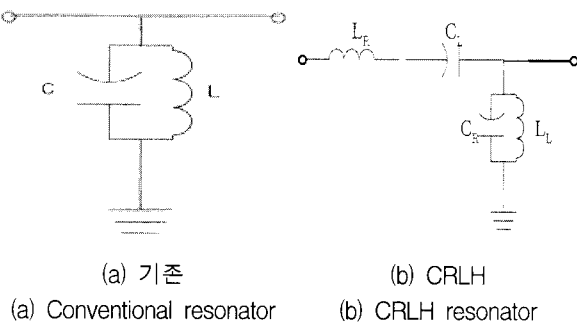 C L
L_R C_L
C_R L_L
(a) 기존 (b) CRLH
(a) Conventional resonator (b) CRLH resonator